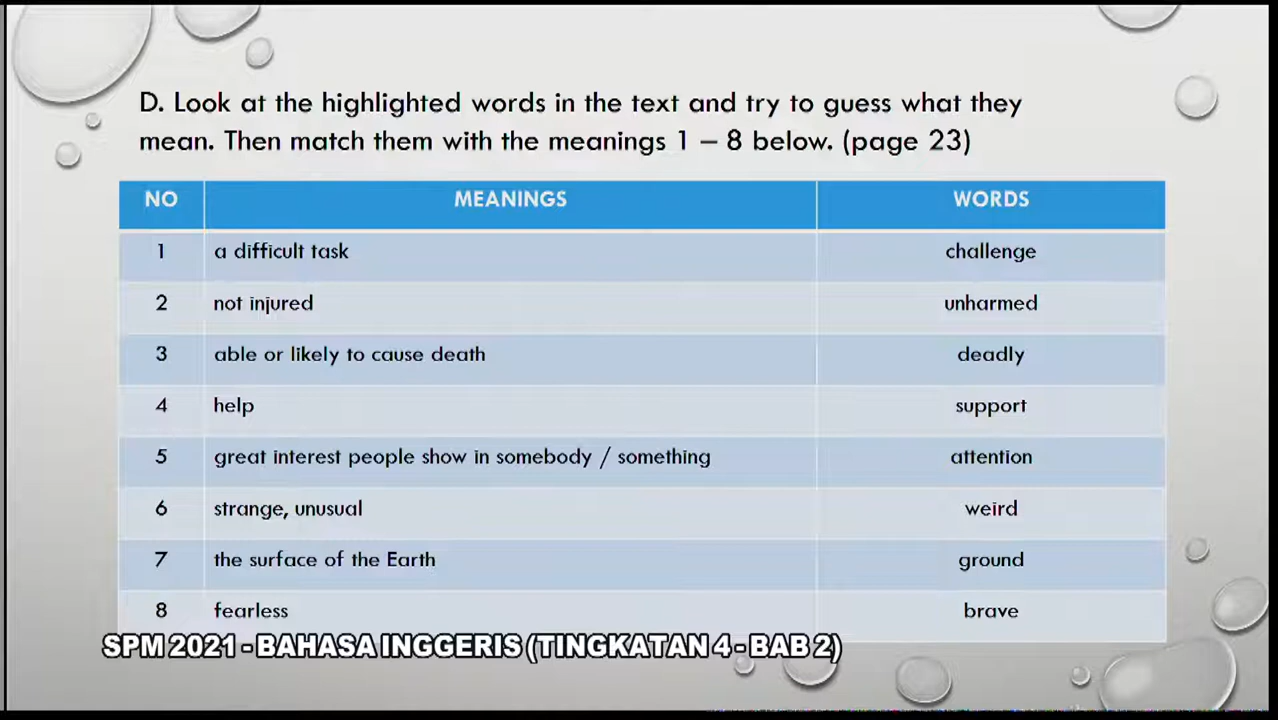 D. Look at the highlighted words in the text and try to guess what they
mean. Then match them with the meanings 1 – 8 below. (page 23)
NO MEANINGS WORDS
1 a difficult task challenge
2 not injured unharmed
3 able or likely to cause death deadly
4 help support
5 great interest people show in somebody / something attention
6 strange, unusual weird
7 the surface of the Earth ground
8 fearless brave
SPM 2021 - BAHASA INGGERIS (TINGKATAN 4 - BAB 2)